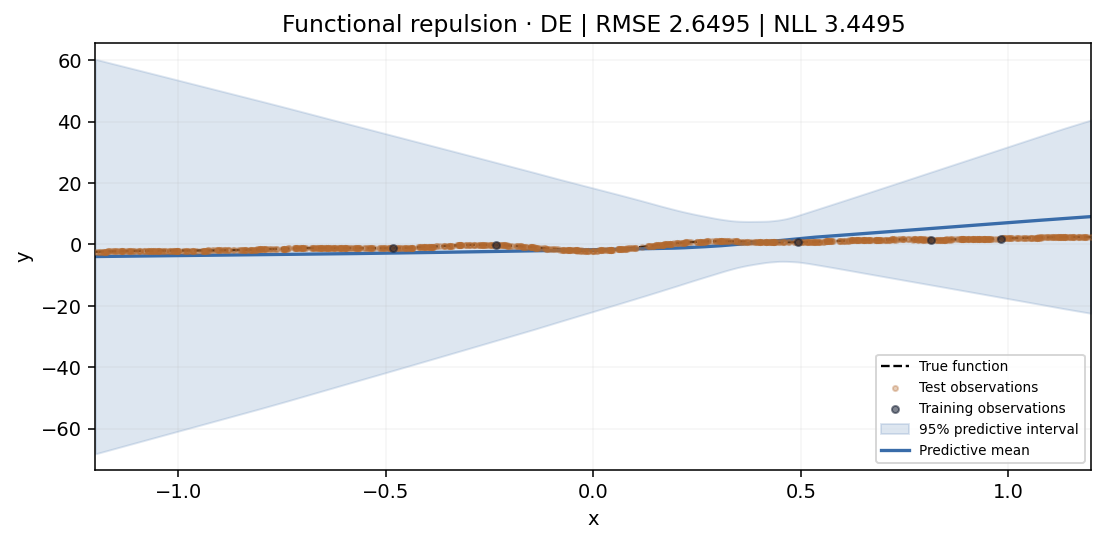 Functional repulsion · DE | RMSE 2.6495 | NLL 3.4495
60
40
20
0
−20
−40
−60
y
−1.0
−0.5
0.0
0.5
1.0
x
True function
Test observations
Training observations
95% predictive interval
Predictive mean